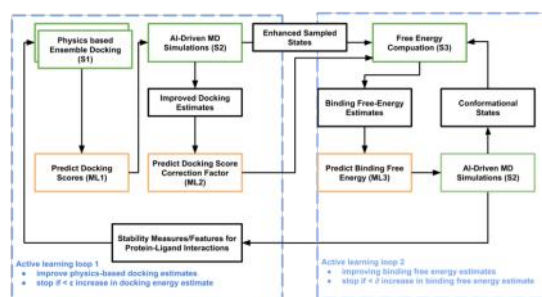 Physics based
Ensemble Docking
(S1)
AI-Driven MD
Simulations (S2)
Enhanced Sampled
States
Free Energy
Compuation (S3)
Improved Docking
Estimates
Binding Free-Energy
Estimates
Conformational
States
Predict Docking
Scores (ML1)
Predict Docking Score
Correction Factor (ML2)
Predict Binding Free
Energy (ML3)
AI-Driven MD
Simulations (S2)
Stability Measures/Features for
Protein-Ligand Interactions
Active learning loop 1
• improve physics-based docking estimates
• stop if < ε increase in docking energy estimate
Active learning loop 2
• improving binding free energy estimates
• stop if < ∂ increase in binding free energy estimate